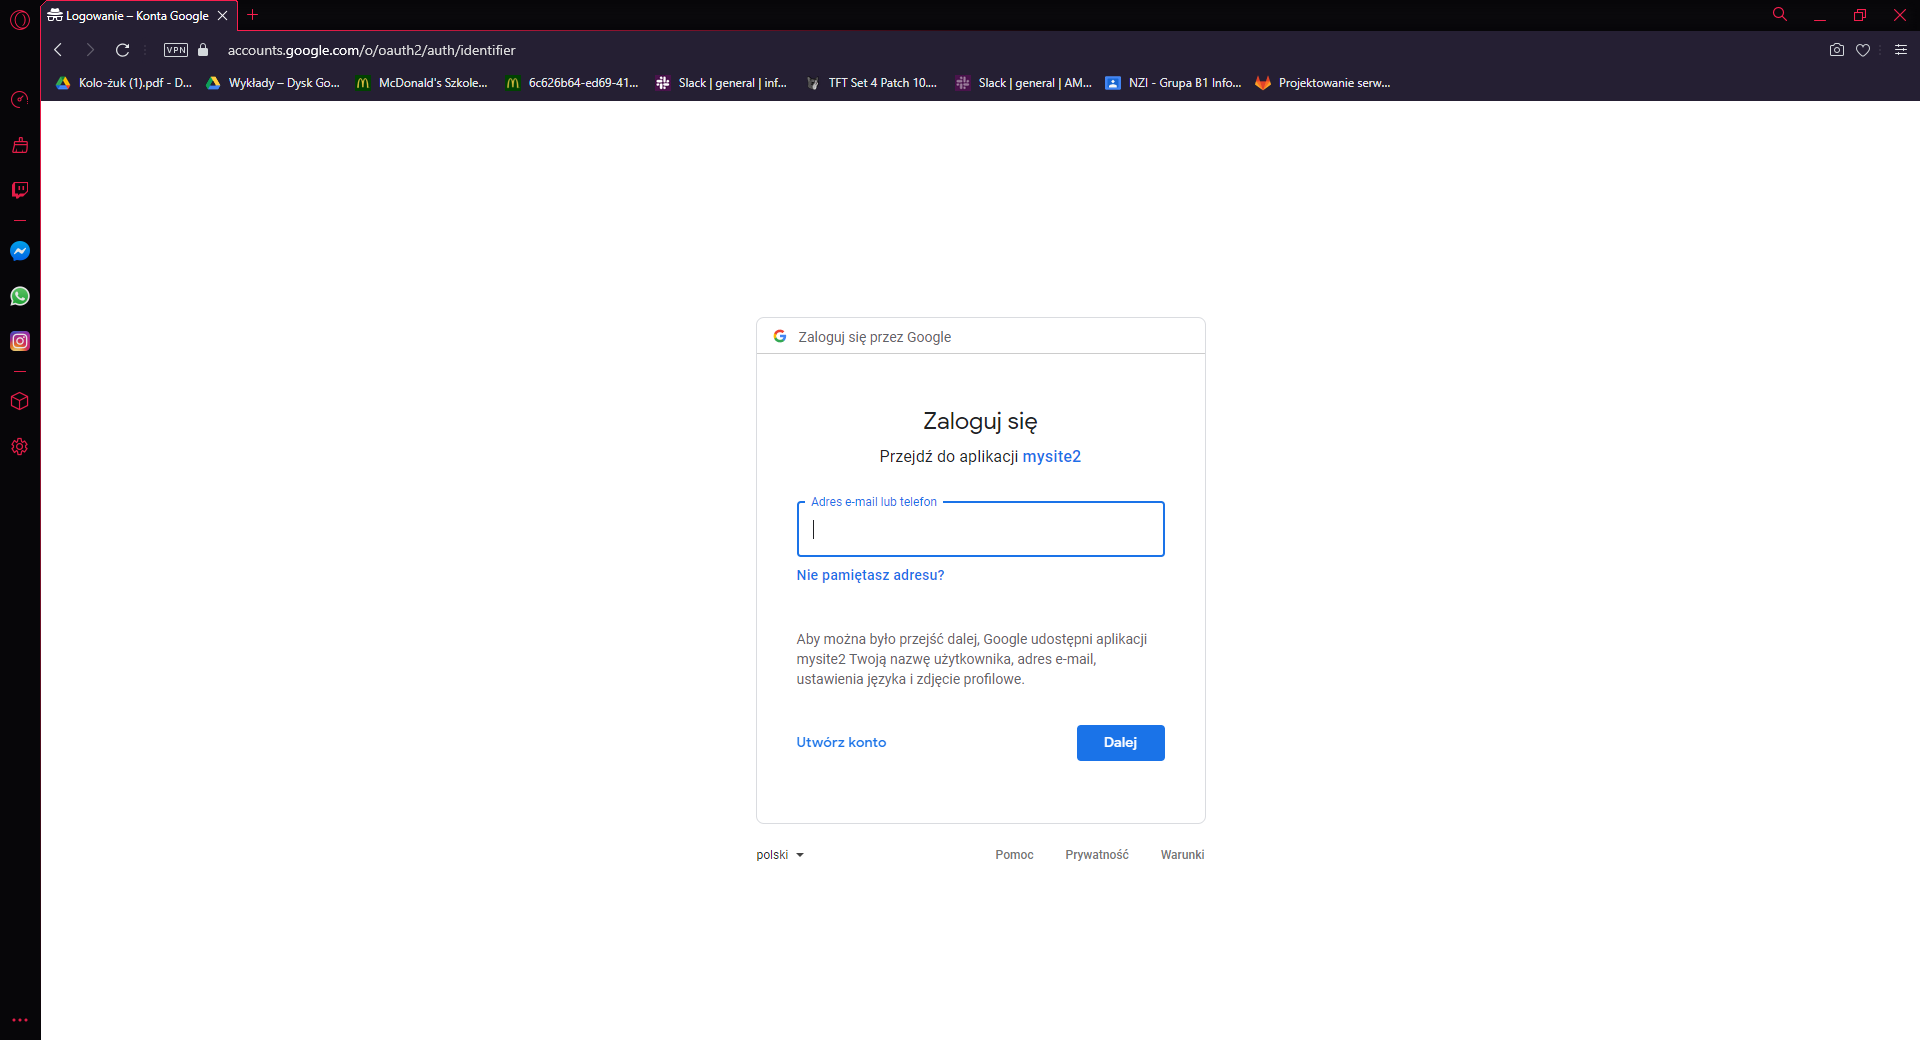 Logowanie – Konta Google
VPN
accounts.google.com/o/oauth2/auth/identifier
Kolo-żuk (1).pdf - D...
Wykłady – Dysk Go...
McDonald's Szkole...
6c626b64-ed69-41...
Slack | general | inf...
TFT Set 4 Patch 10....
Slack | general | AM...
NZI - Grupa B1 Info...
Projektowanie serw...
Zaloguj się przez Google
Zaloguj się
Przejdź do aplikacji mysite2
Adres e-mail lub telefon
Nie pamiętasz adresu?
Aby można było przejść dalej, Google udostępni aplikacji
mysite2 Twoją nazwę użytkownika, adres e-mail,
ustawienia języka i zdjęcie profilowe.
Utwórz konto
Dalej
polski
Pomoc
Prywatność
Warunki